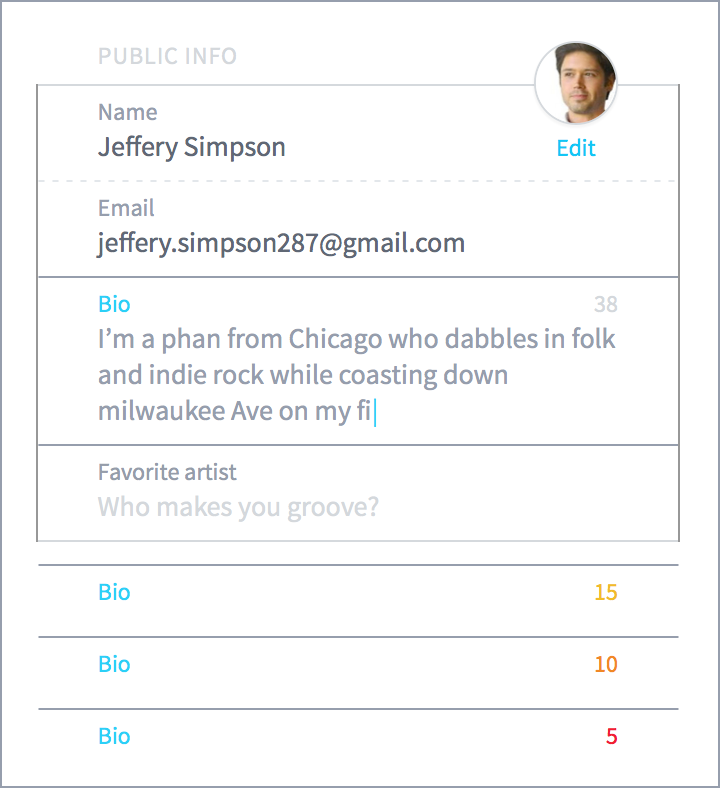 PUBLIC INFO
Name
Jeffery Simpson
Edit
Email
jeffery.simpson287@gmail.com
Bio 38
I’m a phan from Chicago who dabbles in folk
and indie rock while coasting down
milwaukee Ave on my fi
Favorite artist
Who makes you groove?
Bio 15
Bio 10
Bio 5